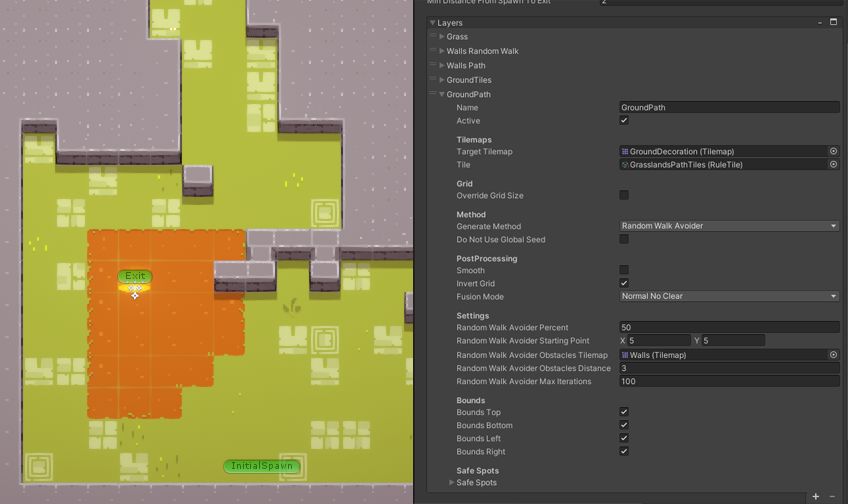 Min Distance From Spawn To Exit 2
Layers
Grass
Walls Random Walk
Walls Path
GroundTiles
GroundPath
Name GroundPath
Active
Tilemaps
Target Tilemap GroundDecoration (Tilemap)
Tile GrasslandsPathTiles (RuleTile)
Grid
Override Grid Size
Method
Generate Method Random Walk Avoider
Do Not Use Global Seed
PostProcessing
Smooth
Invert Grid
Fusion Mode Normal No Clear
Settings
Random Walk Avoider Percent 50
Random Walk Avoider Starting Point X 5 Y 5
Random Walk Avoider Obstacles Tilemap Walls (Tilemap)
Random Walk Avoider Obstacles Distance 3
Random Walk Avoider Max Iterations 100
Bounds
Bounds Top
Bounds Bottom
Bounds Left
Bounds Right
Safe Spots
Safe Spots
Exit
InitialSpawn